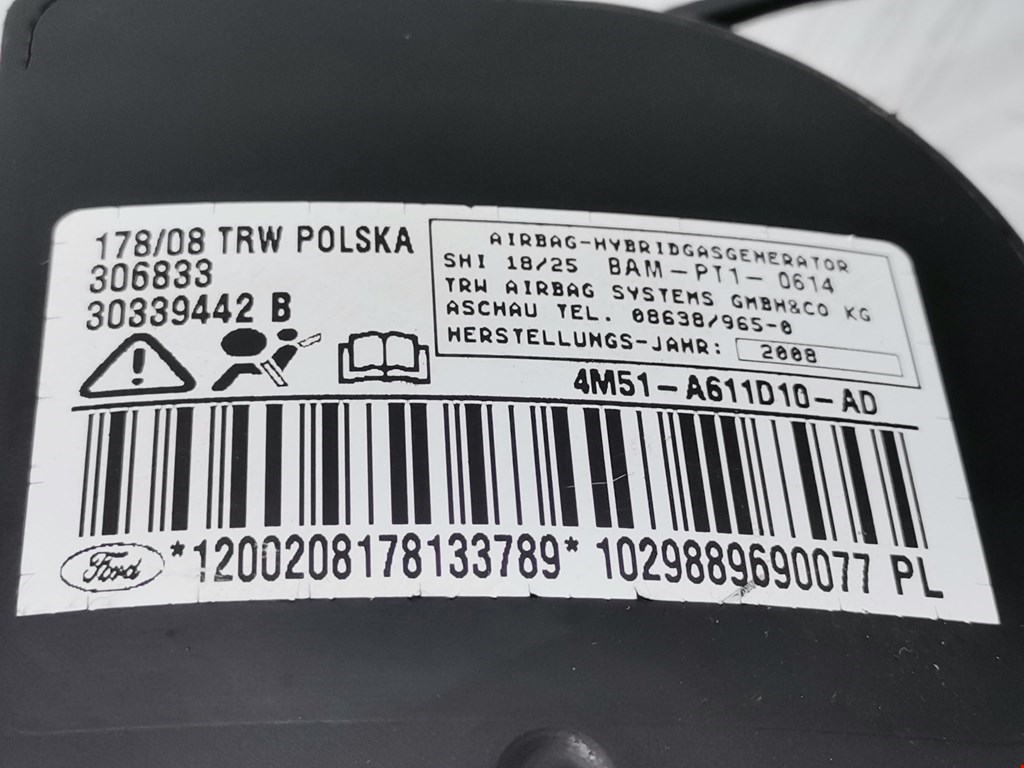 178/08 TRW POLSKA
306833
30339442 B
AIRBAG-HYBRIDGASGENERATOR
SHI 18/25 BAM-PT1-0614
TRW AIRBAG SYSTEMS GMBH&CO KG
ASCHAU TEL. 08638/965-0
HERSTELLUNGS-JAHR: 2008
4M51-A611D10-AD
Ford *1200208178133789* 1029889690077 PL